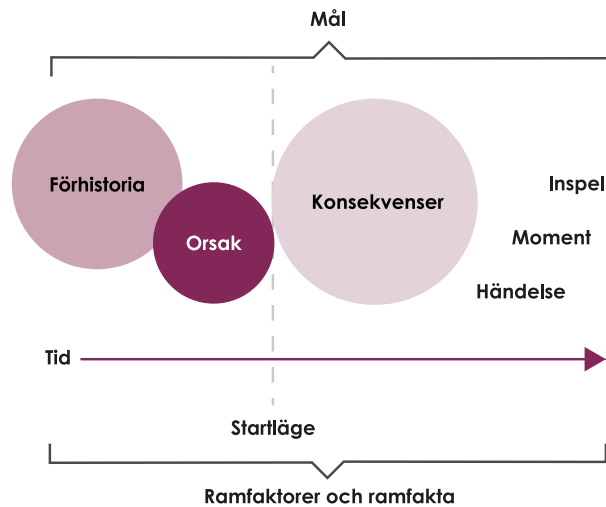 Mål
Förhistoria
Orsak
Konsekvenser
Inspel
Moment
Händelse
Tid
Startläge
Ramfaktorer och ramfakta